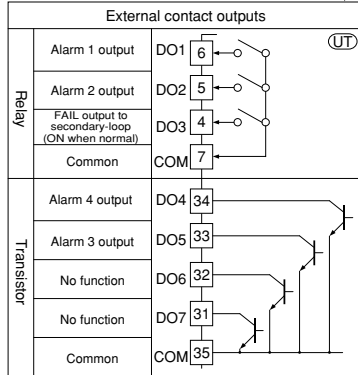 External contact outputs
UT
Relay
Alarm 1 output DO1 6
Alarm 2 output DO2 5
FAIL output to
secondary-loop
(ON when normal)
DO3 4
Common COM 7
Transistor
Alarm 4 output DO4 34
Alarm 3 output DO5 33
No function DO6 32
No function DO7 31
Common COM 35